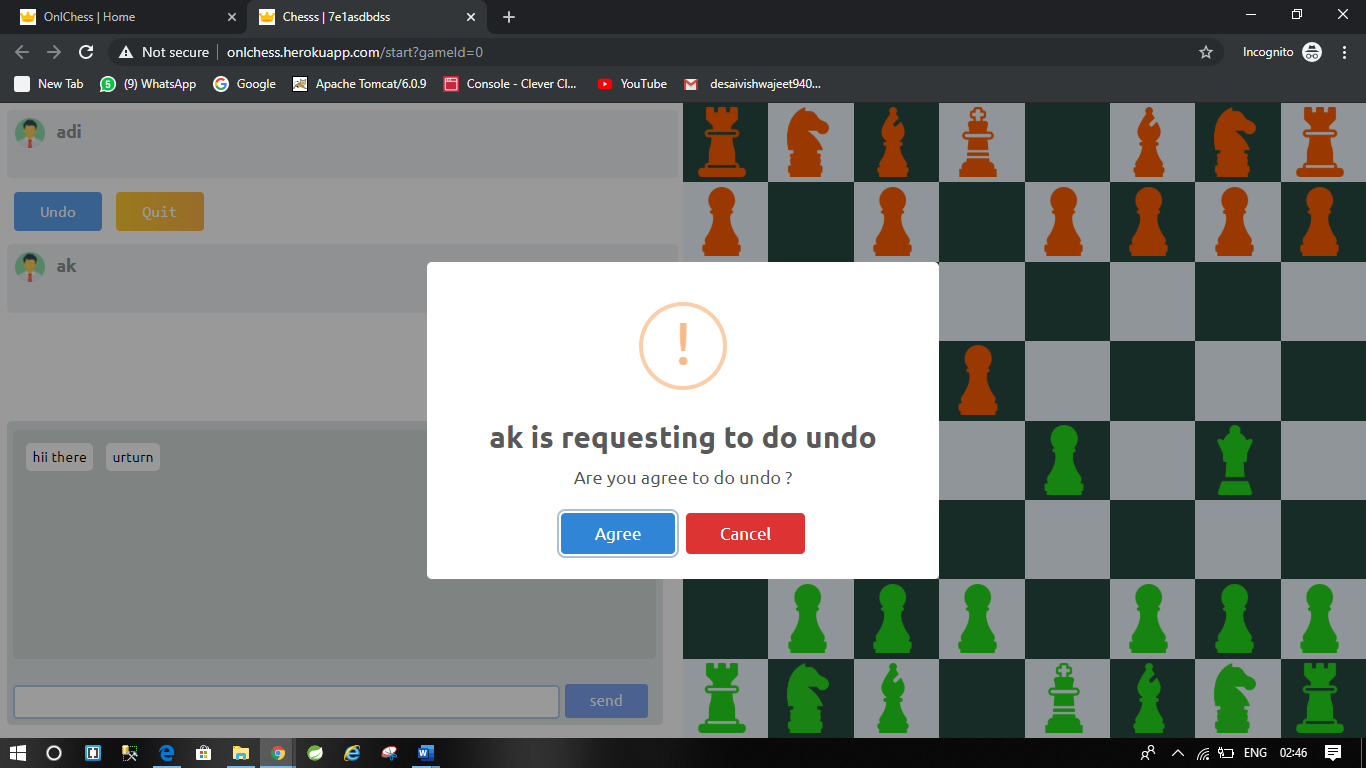 OnlChess | Home
Chesss | 7e1asdbdss
Not secure
onlchess.herokuapp.com/start?gameId=0
Incognito
New Tab
5
(9) WhatsApp
Google
Apache Tomcat/6.0.9
Console - Clever Cl...
YouTube
desaivishwajeet940...
adi
Undo
Quit
ak
!
ak is requesting to do undo
Are you agree to do undo ?
Agree
Cancel
hii there
urturn
send
ENG
02:46